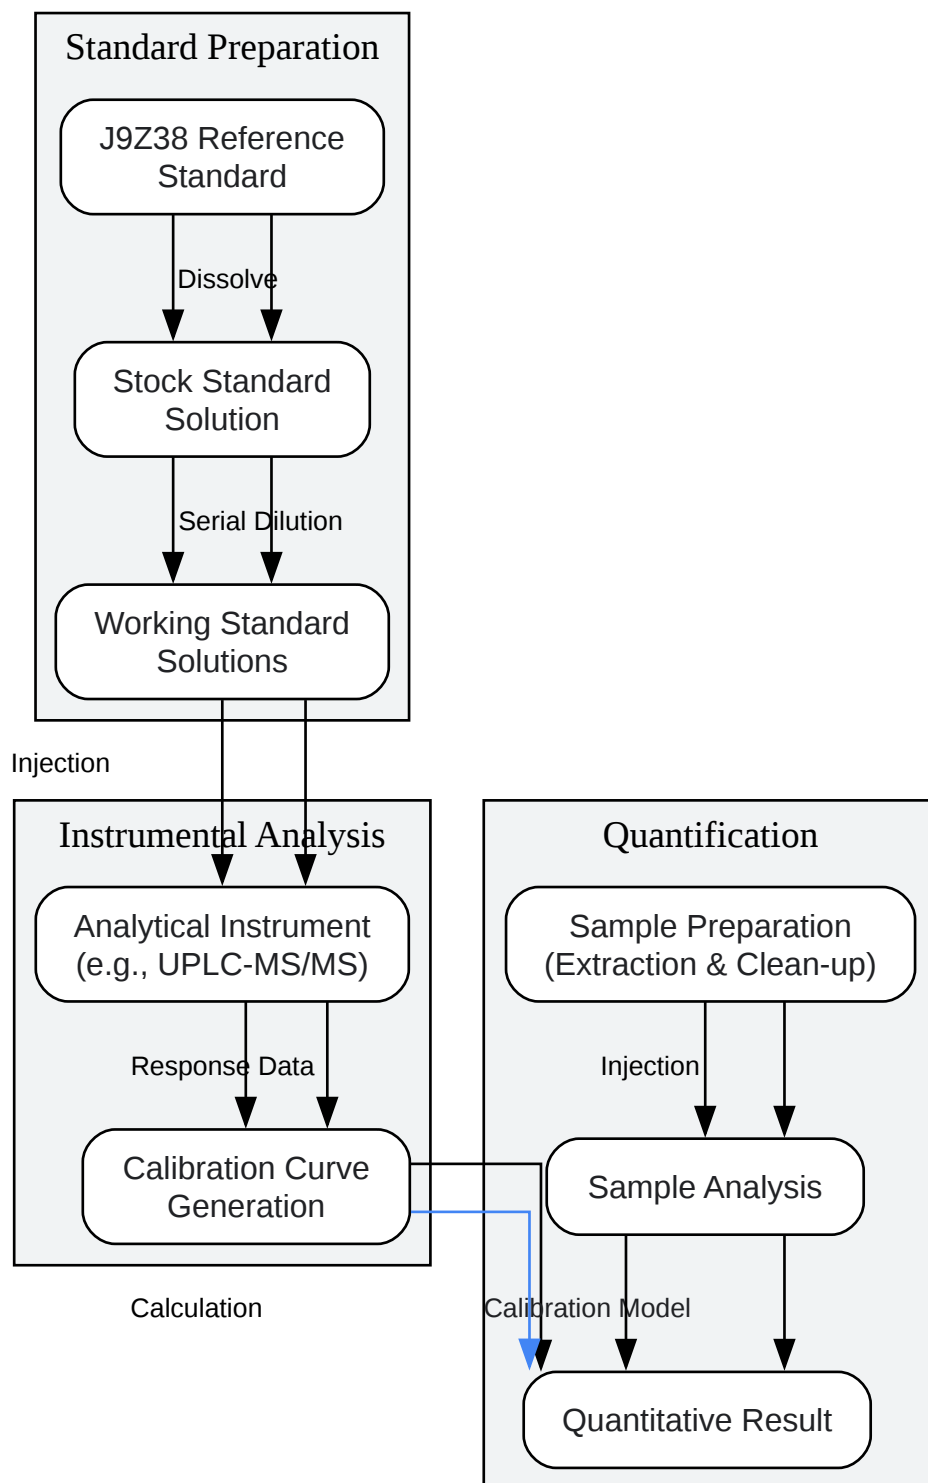 Standard Preparation
J9Z38 Reference
Standard
Dissolve
Stock Standard
Solution
Serial Dilution
Working Standard
Solutions
Injection
Instrumental Analysis
Analytical Instrument
(e.g., UPLC-MS/MS)
Response Data
Calibration Curve
Generation
Calculation
Quantification
Sample Preparation
(Extraction & Clean-up)
Injection
Sample Analysis
Calibration Model
Quantitative Result